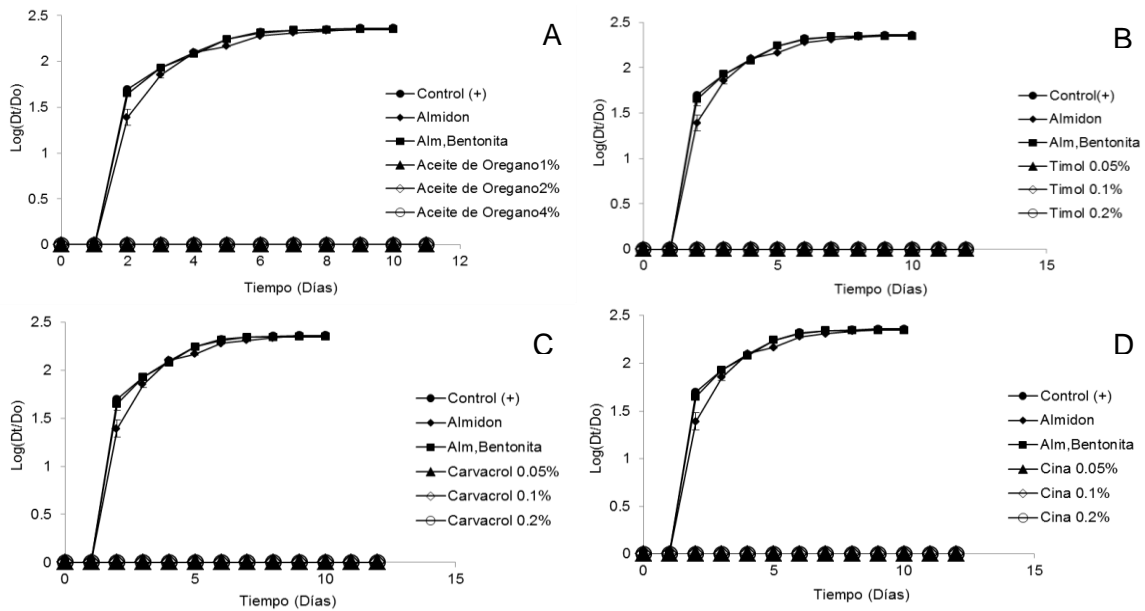 A
Log(Dt/Do)
2.5
2
1.5
1
0.5
0
0 2 4 6 8 10 12
Tiempo (Días)
Control (+)
Almidon
Alm,Bentonita
Aceite de Oregano1%
Aceite de Oregano2%
Aceite de Oregano4%
B
Log(Dt/Do)
2.5
2
1.5
1
0.5
0
0 5 10 15
Tiempo (Días)
Control(+)
Almidon
Alm,Bentonita
Timol 0.05%
Timol 0.1%
Timol 0.2%
C
Log(Dt/Do)
2.5
2
1.5
1
0.5
0
0 5 10 15
Tiempo (Días)
Control (+)
Almidon
Alm,Bentonita
Carvacrol 0.05%
Carvacrol 0.1%
Carvacrol 0.2%
D
Log(Dt/Do)
2.5
2
1.5
1
0.5
0
0 5 10 15
Tiempo (Días)
Control (+)
Almidon
Alm,Bentonita
Cina 0.05%
Cina 0.1%
Cina 0.2%